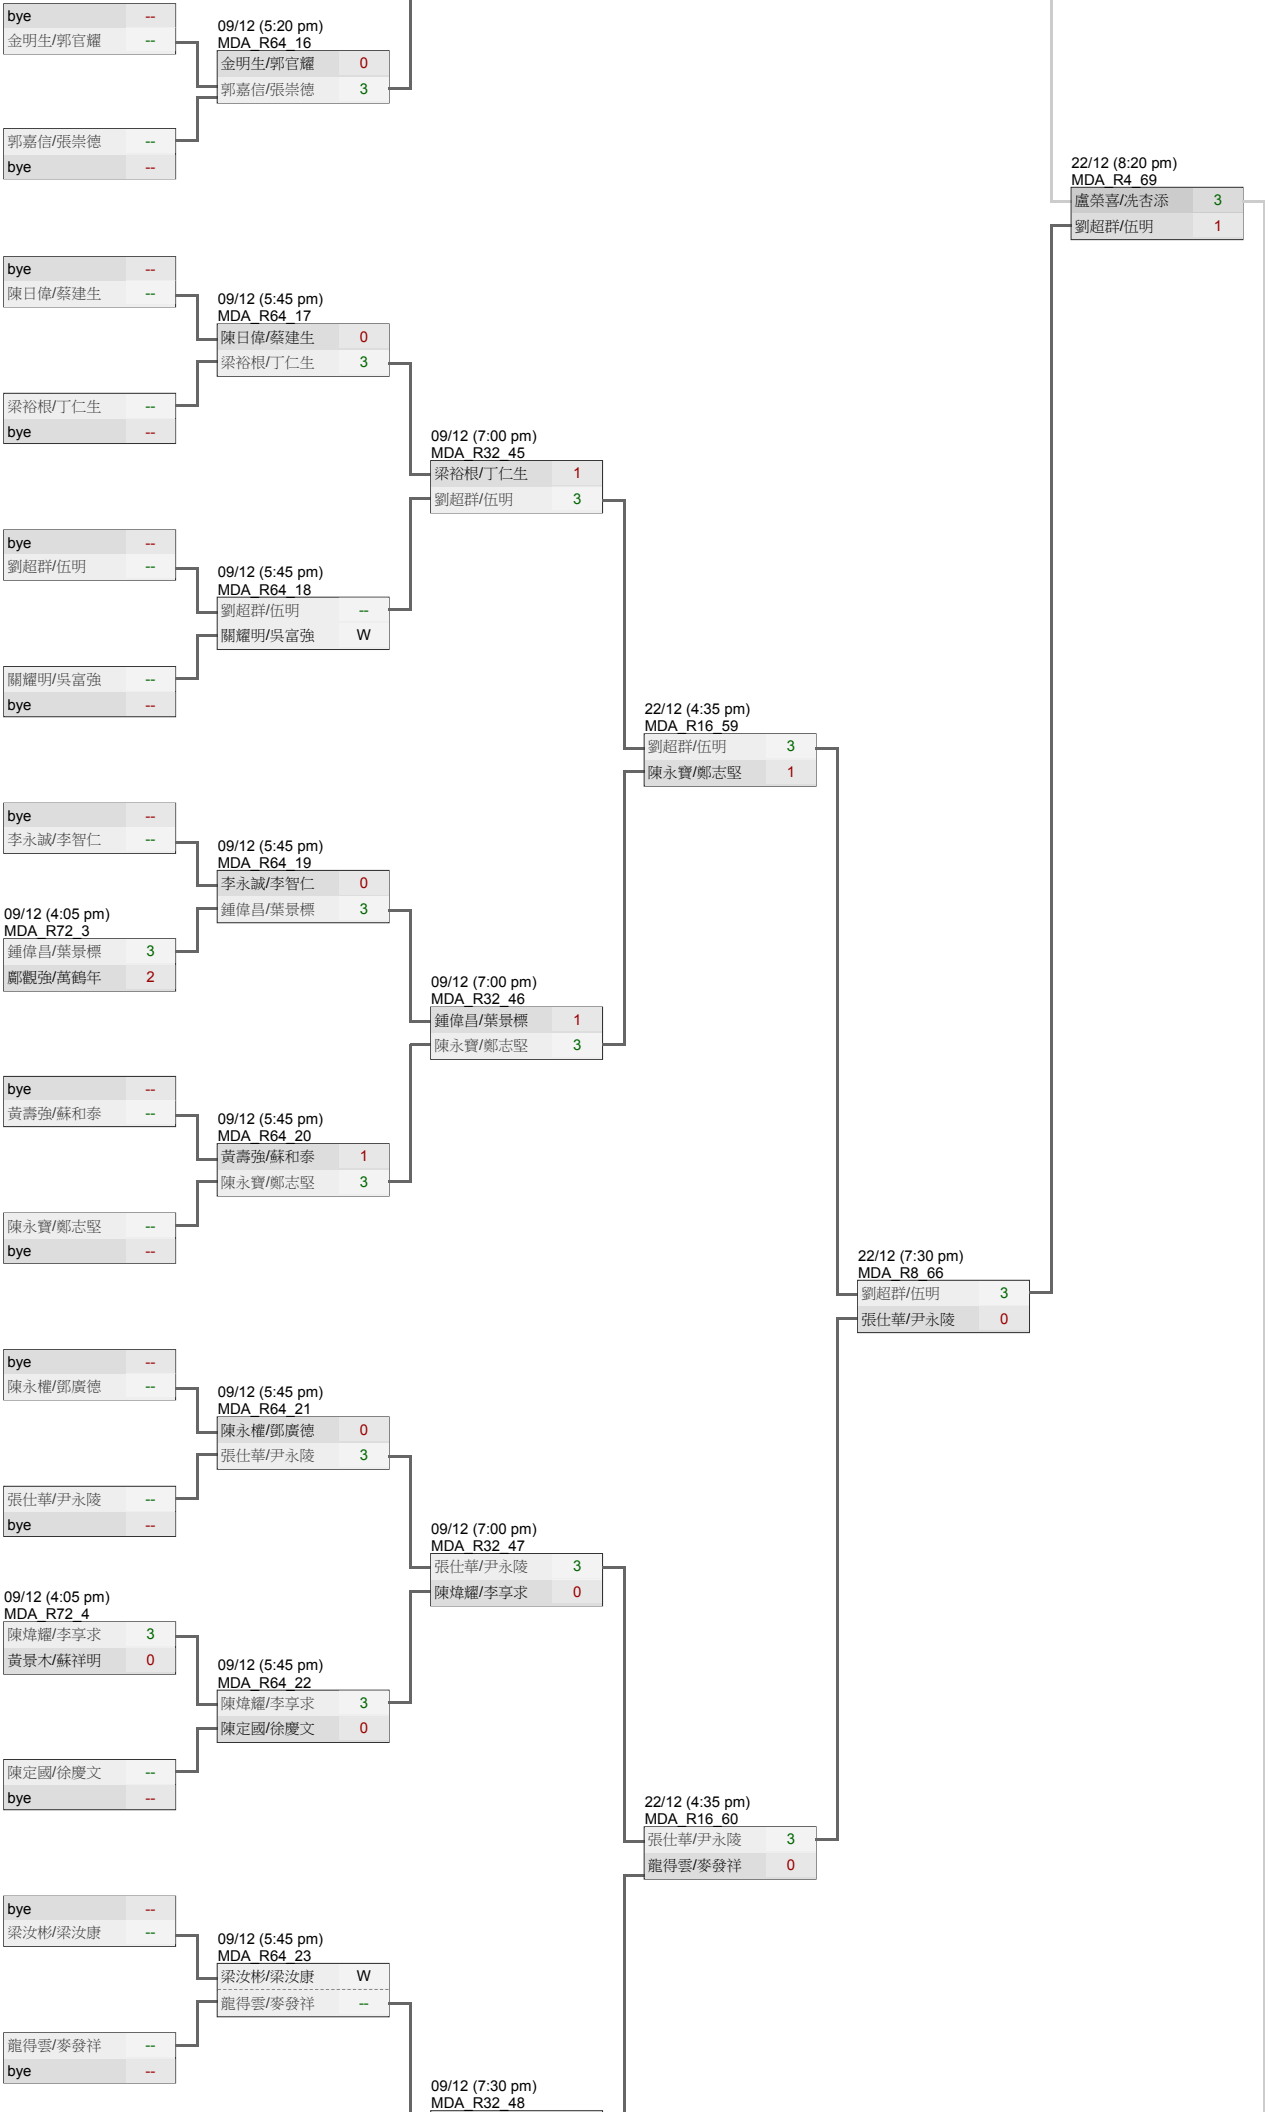 bye --
金明生/郭官耀 --
09/12 (5:20 pm)
MDA_R64_16
金明生/郭官耀 0
郭嘉信/張崇德 3
郭嘉信/張崇德 --
bye --
22/12 (8:20 pm)
MDA_R4_69
盧榮喜/冼杏添 3
劉超群/伍明 1
bye --
陳日偉/蔡建生 --
09/12 (5:45 pm)
MDA_R64_17
陳日偉/蔡建生 0
梁裕根/丁仁生 3
梁裕根/丁仁生 --
bye --
09/12 (7:00 pm)
MDA_R32_45
梁裕根/丁仁生 1
劉超群/伍明 3
bye --
劉超群/伍明 --
09/12 (5:45 pm)
MDA_R64_18
劉超群/伍明 --
關耀明/吳富強 W
關耀明/吳富強 --
bye --
22/12 (4:35 pm)
MDA_R16_59
劉超群/伍明 3
陳永寶/鄭志堅 1
bye --
李永誠/李智仁 --
09/12 (5:45 pm)
MDA_R64_19
李永誠/李智仁 0
鍾偉昌/葉景標 3
09/12 (4:05 pm)
MDA_R72_3
鍾偉昌/葉景標 3
鄺觀強/萬鶴年 2
09/12 (7:00 pm)
MDA_R32_46
鍾偉昌/葉景標 1
陳永寶/鄭志堅 3
bye --
黃壽強/蘇和泰 --
09/12 (5:45 pm)
MDA_R64_20
黃壽強/蘇和泰 1
陳永寶/鄭志堅 3
陳永寶/鄭志堅 --
bye --
22/12 (7:30 pm)
MDA_R8_66
劉超群/伍明 3
張仕華/尹永陵 0
bye --
陳永權/鄧廣德 --
09/12 (5:45 pm)
MDA_R64_21
陳永權/鄧廣德 0
張仕華/尹永陵 3
張仕華/尹永陵 --
bye --
09/12 (7:00 pm)
MDA_R32_47
張仕華/尹永陵 3
陳煒耀/李享求 0
09/12 (4:05 pm)
MDA_R72_4
陳煒耀/李享求 3
黃景木/蘇祥明 0
09/12 (5:45 pm)
MDA_R64_22
陳煒耀/李享求 3
陳定國/徐慶文 0
陳定國/徐慶文 --
bye --
22/12 (4:35 pm)
MDA_R16_60
張仕華/尹永陵 3
龍得雲/麥發祥 0
bye --
梁汝彬/梁汝康 --
09/12 (5:45 pm)
MDA_R64_23
梁汝彬/梁汝康 W
龍得雲/麥發祥 --
龍得雲/麥發祥 --
bye --
09/12 (7:30 pm)
MDA_R32_48